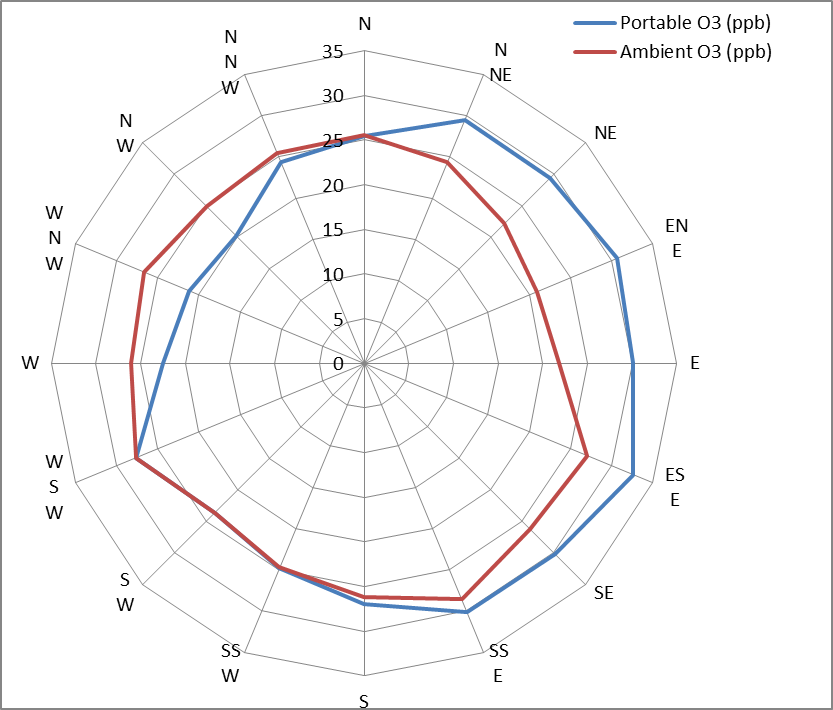 Portable O3 (ppb)
Ambient O3 (ppb)
N
N
NE
NE
EN
E
E
ES
E
SE
SS
E
S
SS
W
S
W
W
S
W
W
W
N
W
N
W
N
N
W
35
30
25
20
15
10
5
0